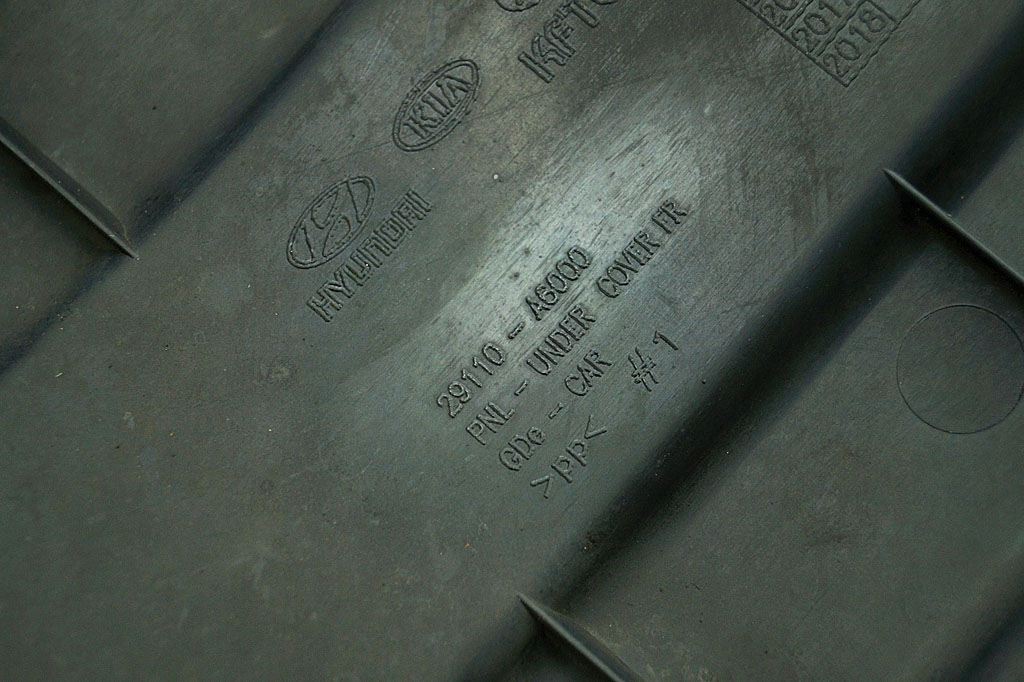 KIA
HYUNDAI
29110 - A6000
PNL - UNDER COVER FR
GDe - CAR #1
>PP<
2017
2018